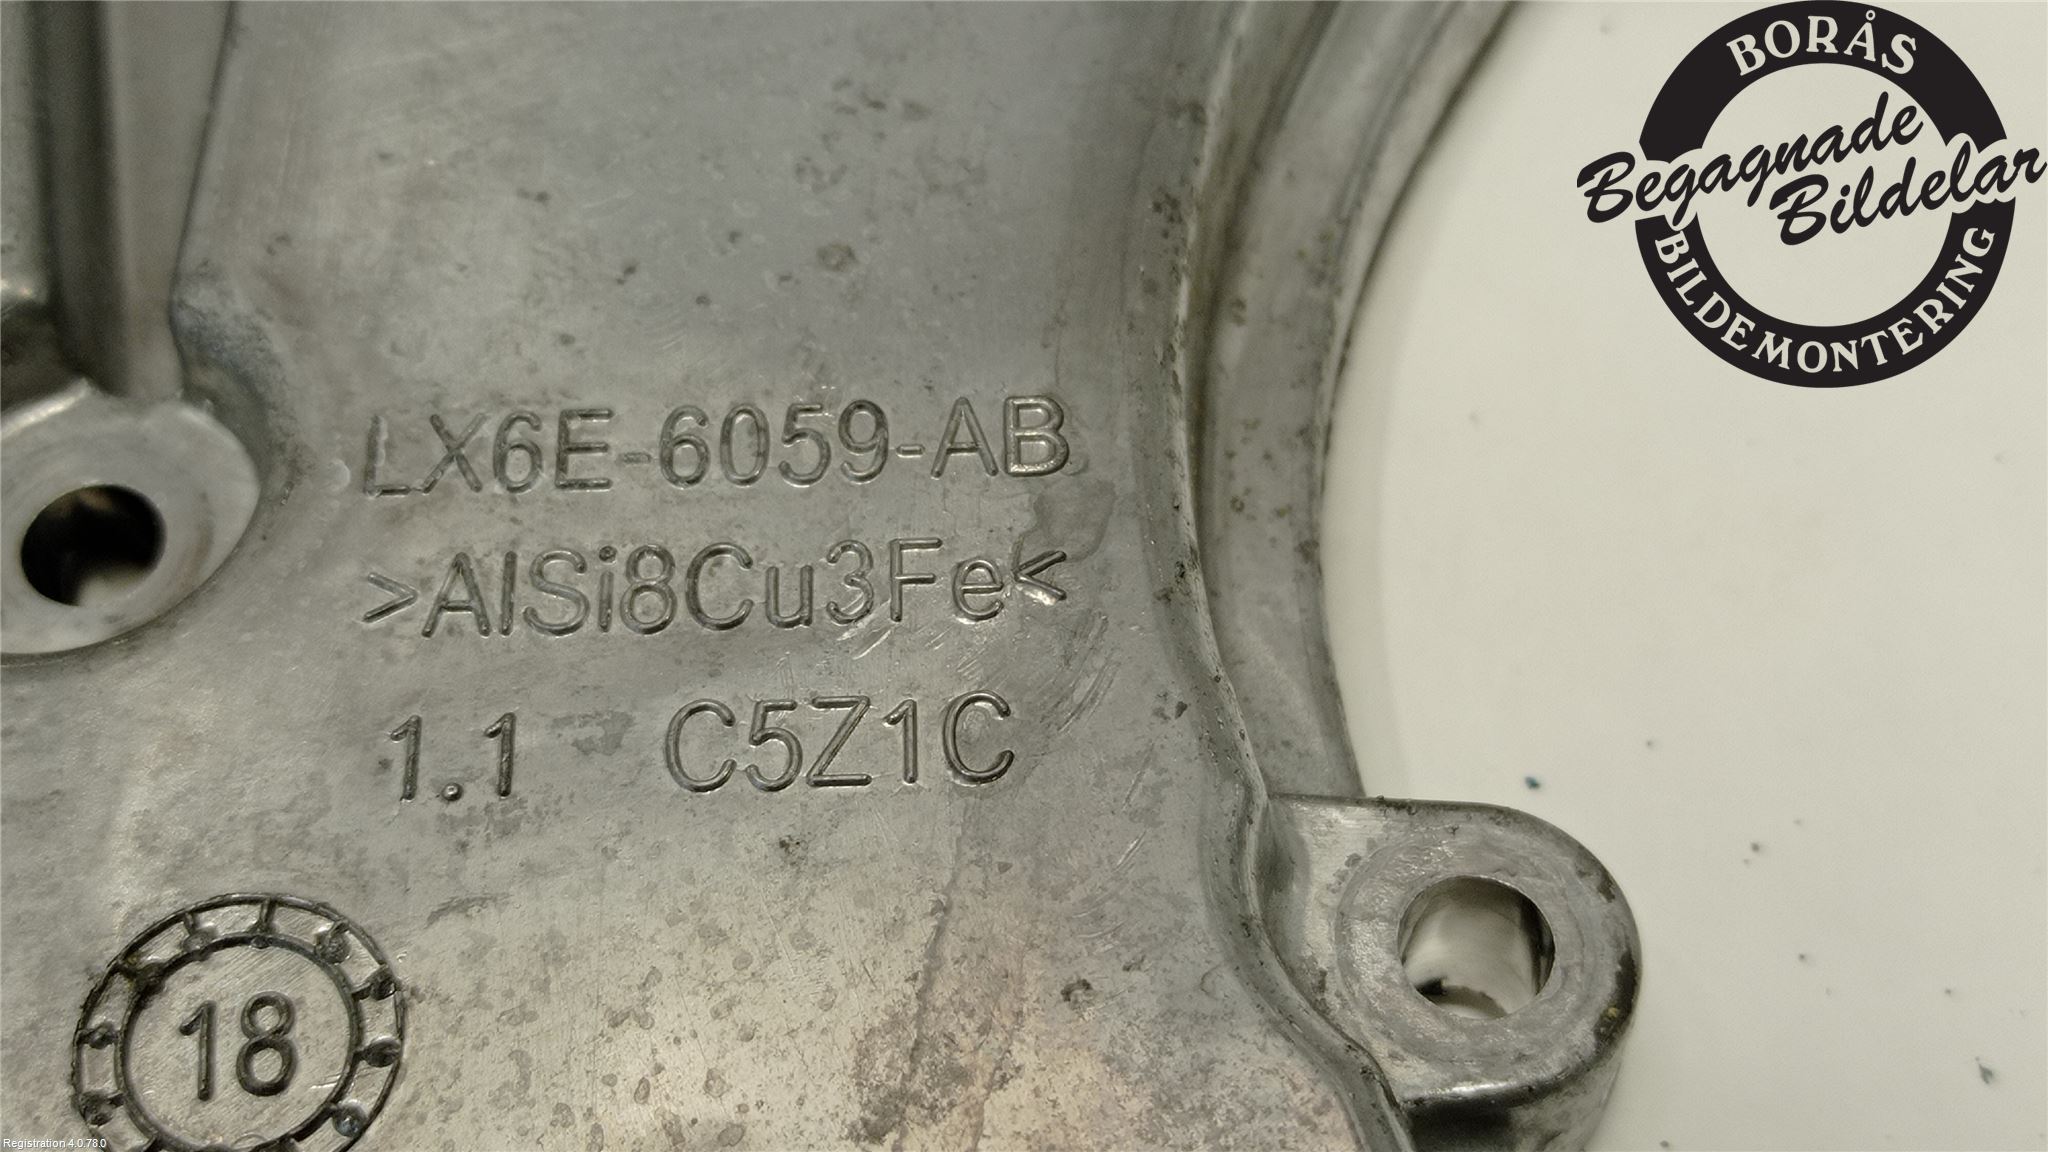 BORÅS
Begagnade
Bildelar
BILDEMONTERING
LX6E-6059-AB
>AlSi8Cu3Fe<
1.1 C5Z1C
18
Registration 4.0.78.0